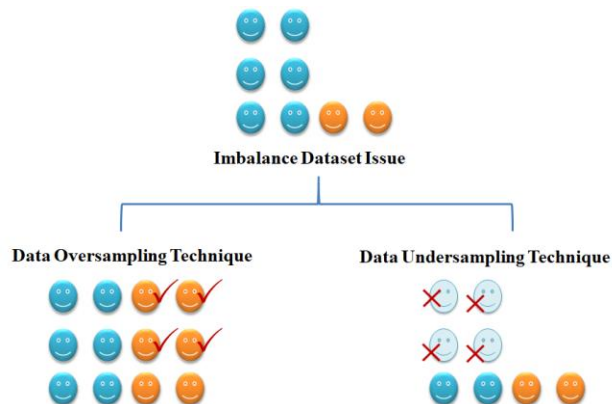 Imbalance Dataset Issue
Data Oversampling Technique
Data Undersampling Technique